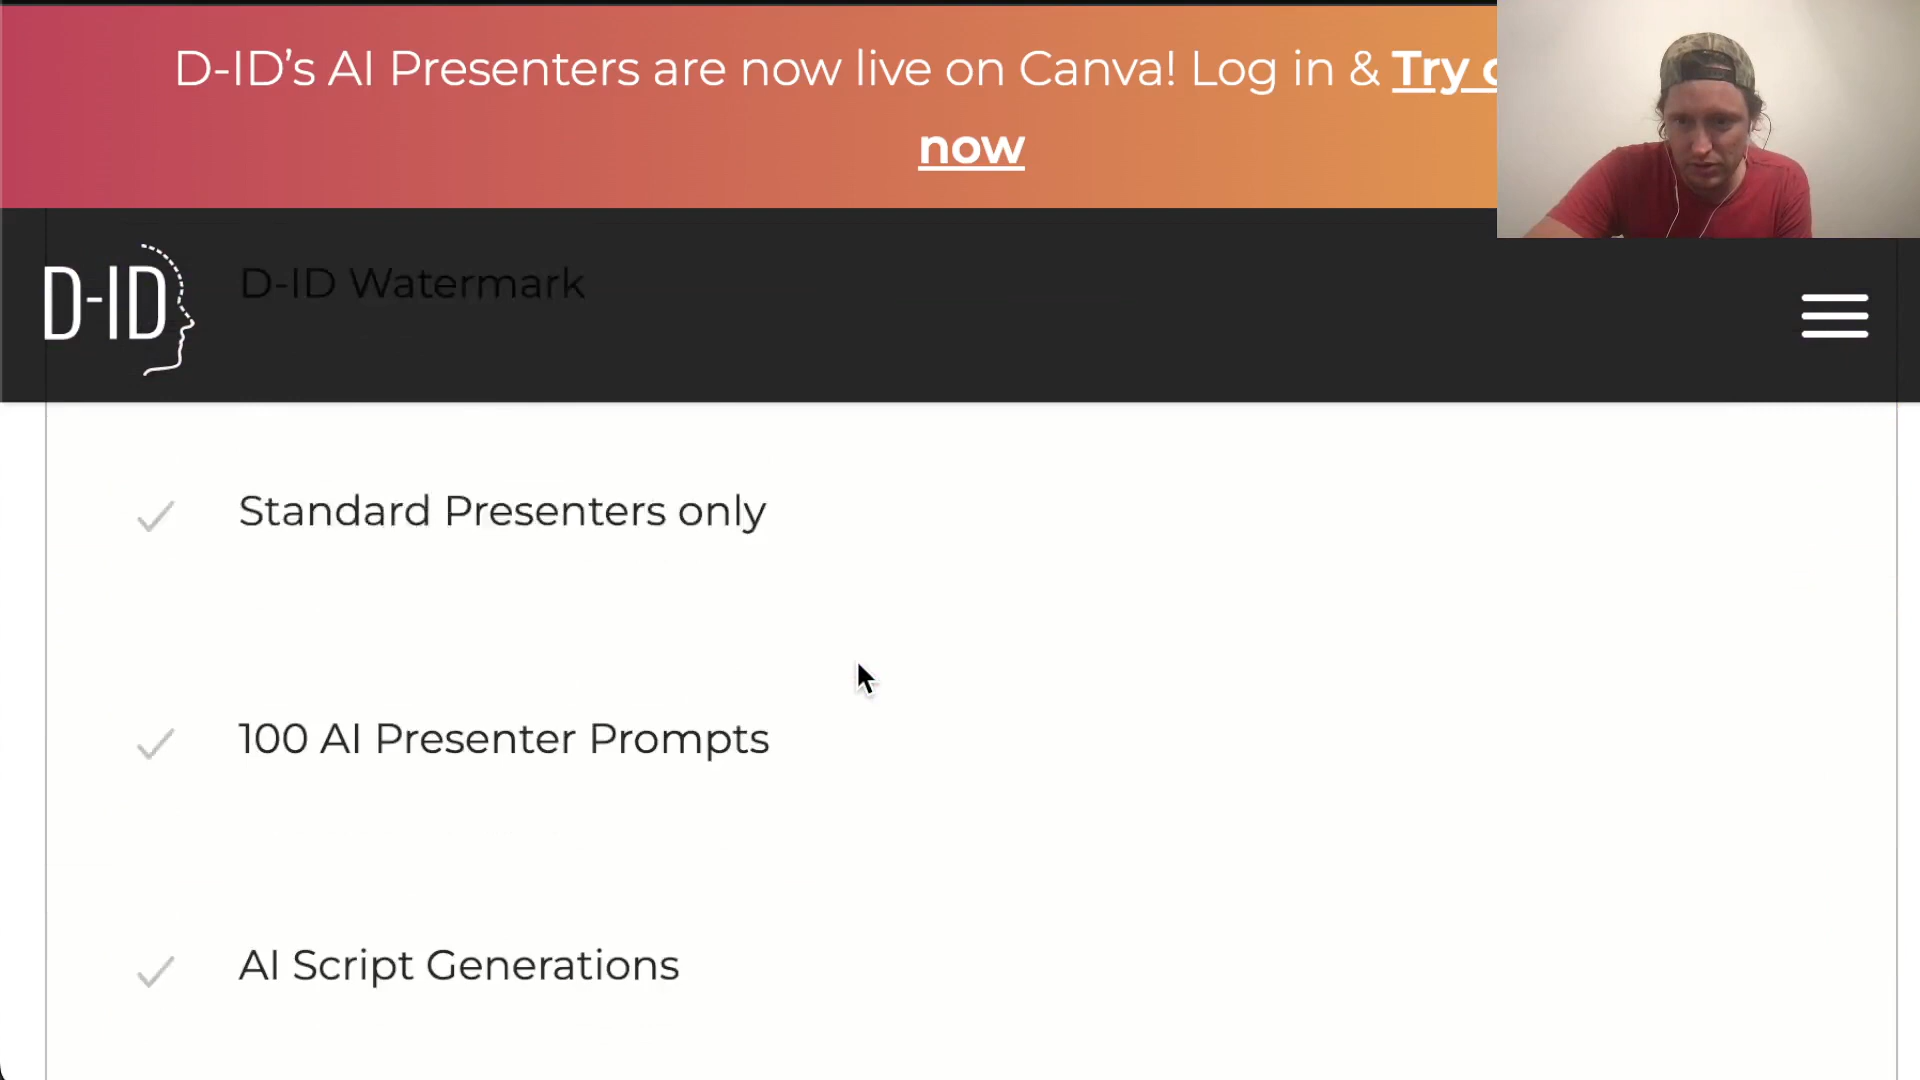 D-ID's AI Presenters are now live on Canva! Log in & Try
now
D-ID
D-ID Watermark
Standard Presenters only
100 AI Presenter Prompts
AI Script Generations